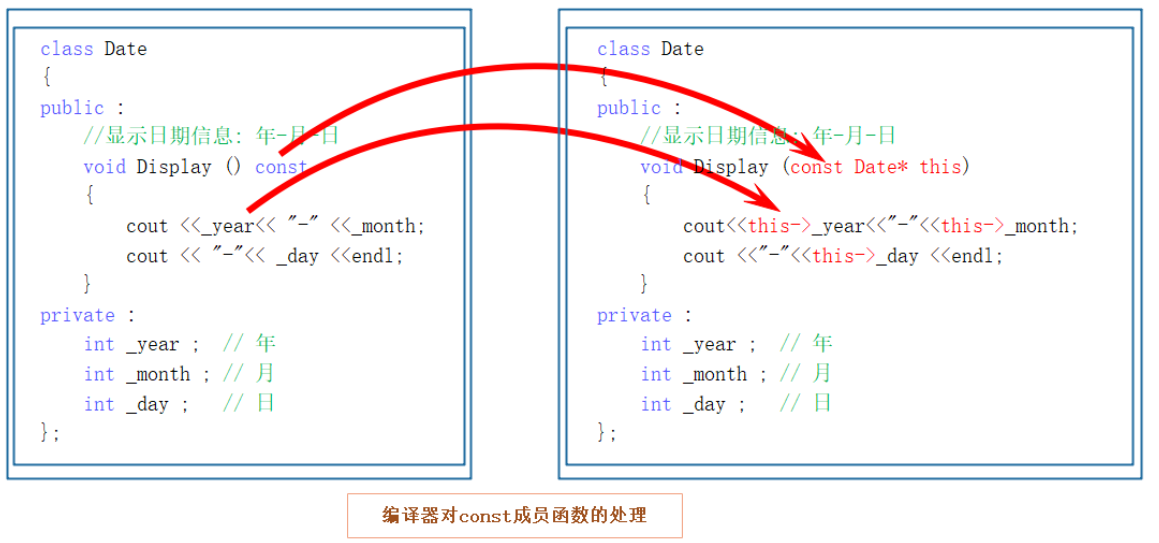 class Date
{
public :
//显示日期信息: 年-月-日
void Display () const
{
cout <<_year<< "-" <<_month;
cout << "-"<< _day <<endl;
}
private :
int _year ; // 年
int _month ; // 月
int _day ; // 日
};
class Date
{
public :
//显示日期信息: 年-月-日
void Display (const Date* this)
{
cout<<this->_year<<"-"<<this->_month;
cout <<"-"<<this->_day <<endl;
}
private :
int _year ; // 年
int _month ; // 月
int _day ; // 日
};
编译器对const成员函数的处理